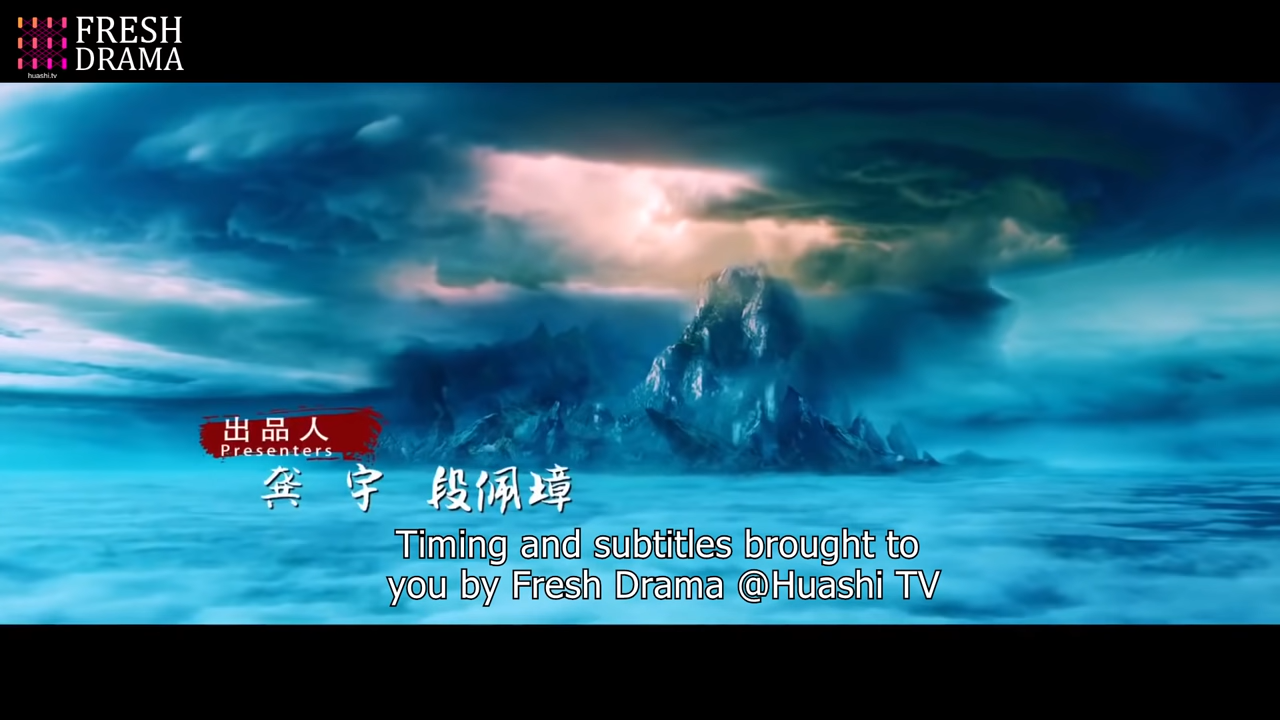 FRESH
DRAMA
huashi.tv
出品人
Presenters
龚 宇 段佩璋
Timing and subtitles brought to
you by Fresh Drama @Huashi TV